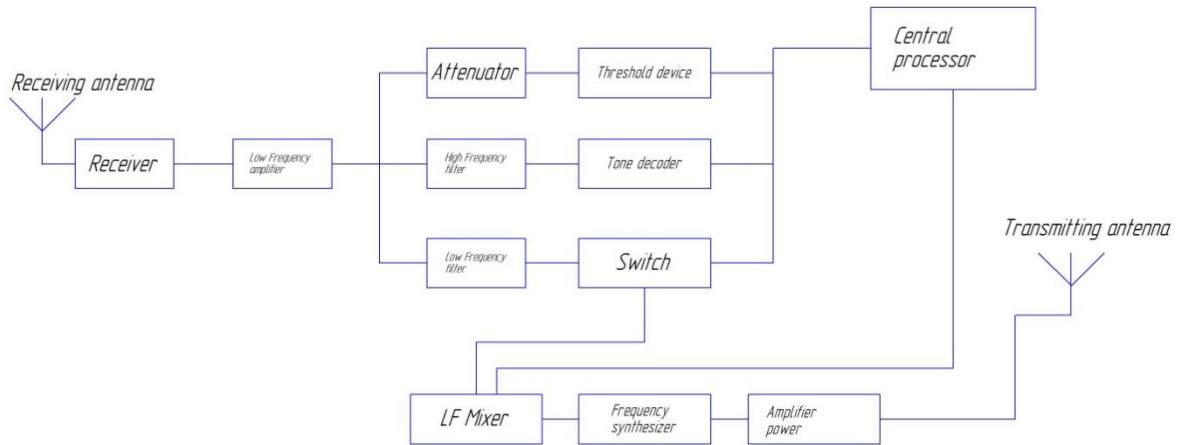 Receiving antenna
Receiver
Low Frequency
amplifier
Attenuator
Threshold device
Central
processor
High Frequency
filter
Tone decoder
Low Frequency
filter
Switch
Transmitting antenna
LF Mixer
Frequency
synthesizer
Amplifier
power